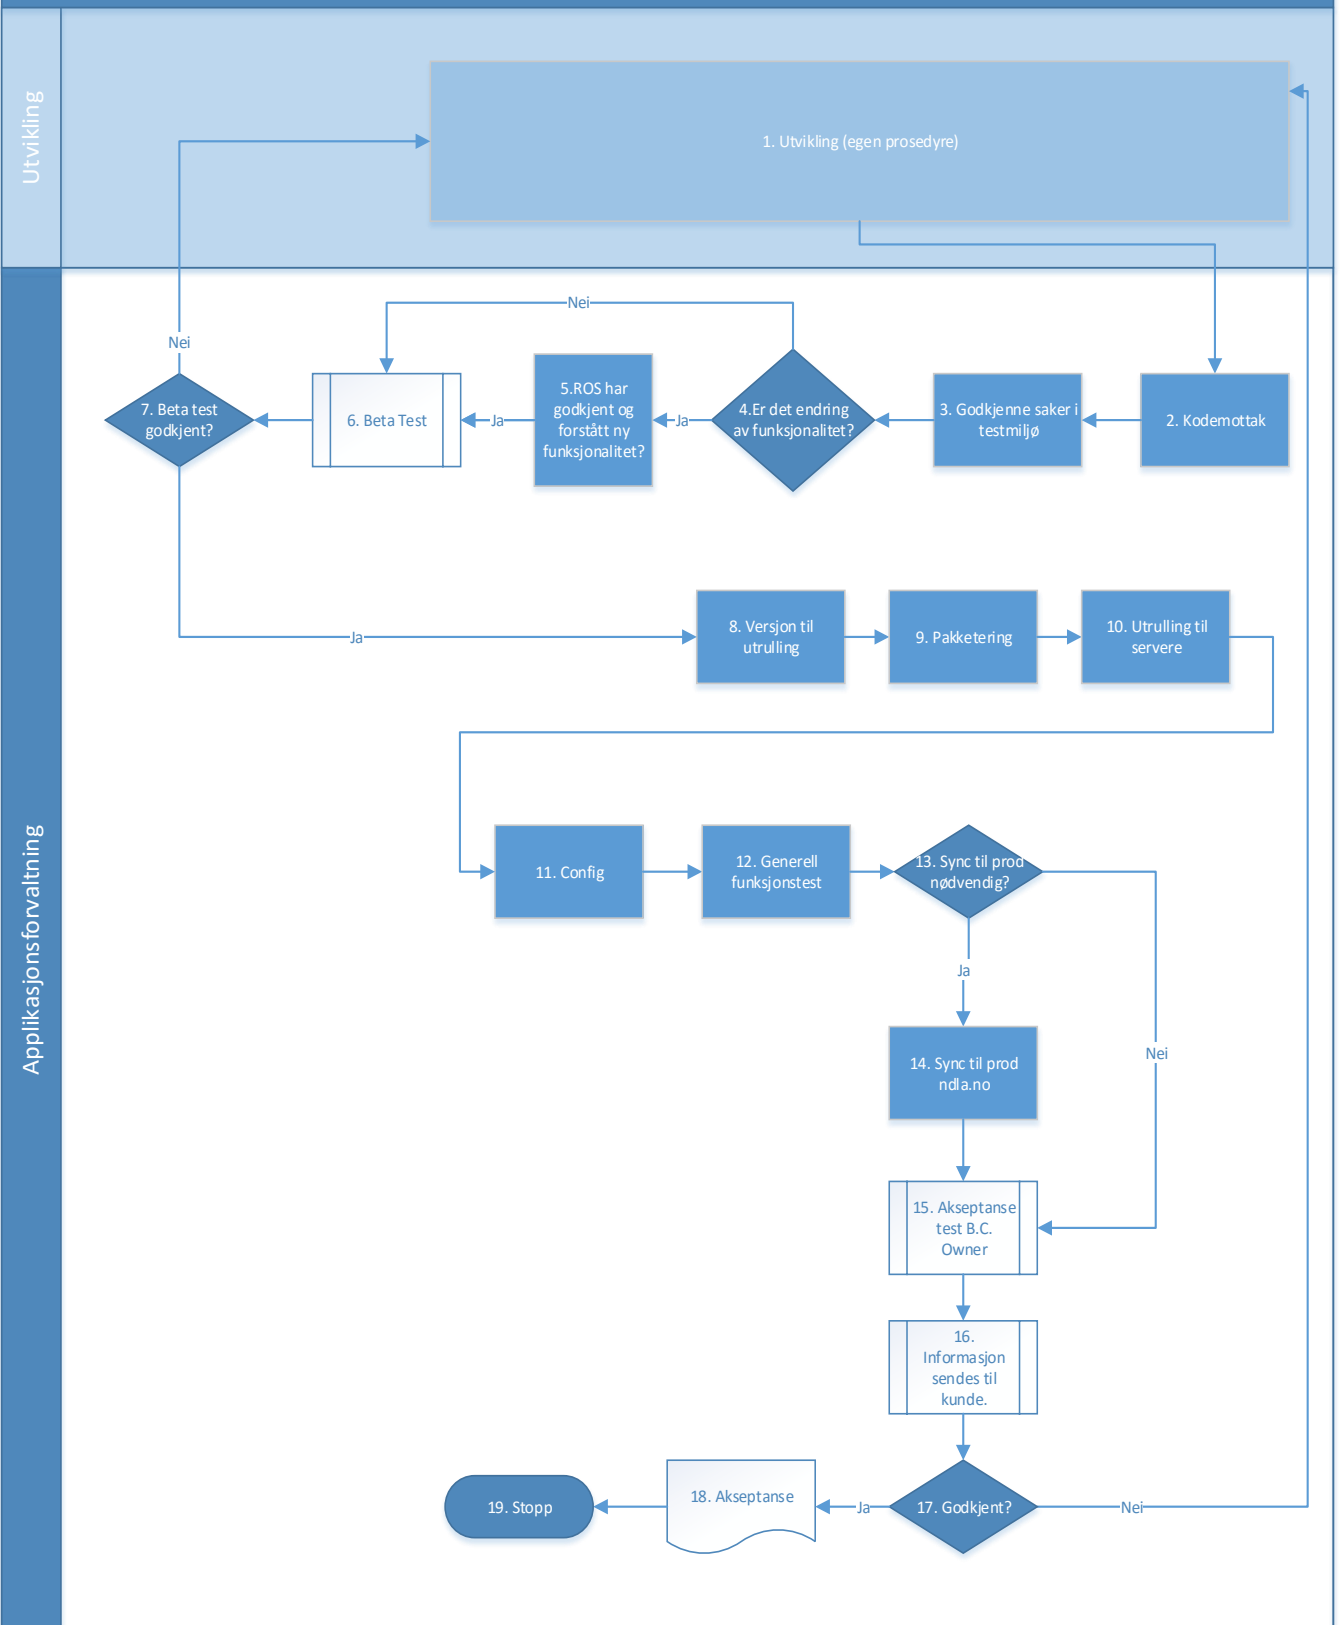 Utvikling
1. Utvikling (egen prosedyre)
Nei
Nei
7. Beta test
godkjent?
6. Beta Test
Ja
5.ROS har
godkjent og
forstått ny
funksjonalitet?
Ja
4.Er det endring
av funksjonalitet?
3. Godkjenne saker i
testmiljø
2. Kodemottak
Ja
8. Versjon til
utrulling
9. Pakketering
10. Utrulling til
servere
Applikasjonsforvaltning
11. Config
12. Generell
funksjonstest
13. Sync til prod
nødvendig?
Ja
Nei
14. Sync til prod
ndla.no
15. Akseptanse
test B.C.
Owner
16.
Informasjon
sendes til
kunde.
19. Stopp
18. Akseptanse
Ja
17. Godkjent?
Nei